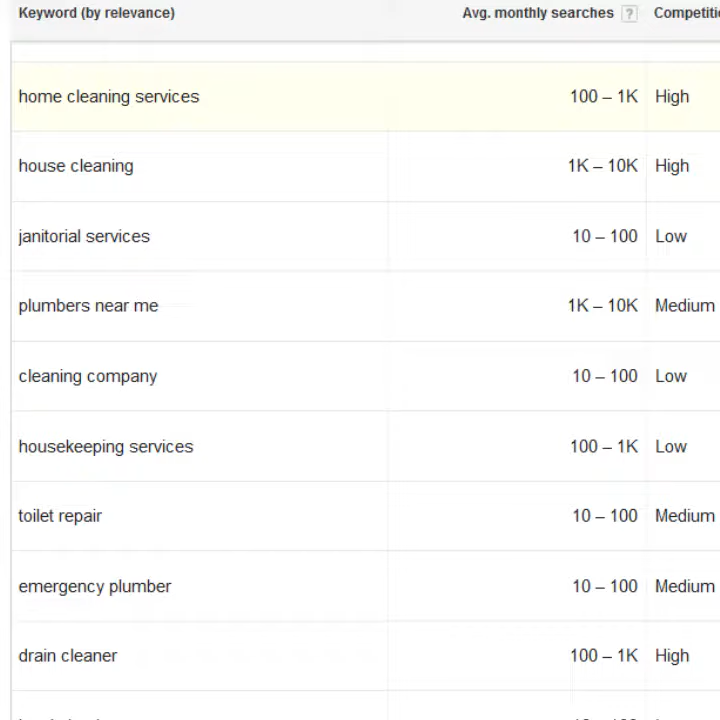 Keyword (by relevance) Avg. monthly searches ?
home cleaning services 100 – 1K High
house cleaning 1K – 10K High
janitorial services 10 – 100 Low
plumbers near me 1K – 10K Medium
cleaning company 10 – 100 Low
housekeeping services 100 – 1K Low
toilet repair 10 – 100 Medium
emergency plumber 10 – 100 Medium
drain cleaner 100 – 1K High